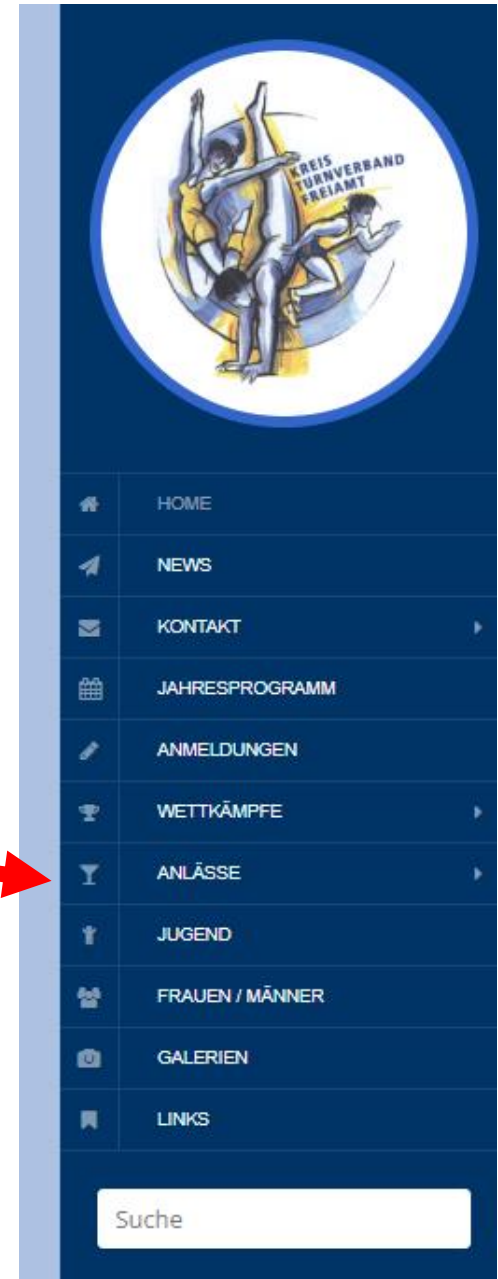 KREIS
TURNVERBAND
FREIAMT
HOME
NEWS
KONTAKT
JAHRESPROGRAMM
ANMELDUNGEN
WETTKÄMPFE
ANLÄSSE
JUGEND
FRAUEN / MÄNNER
GALERIEN
LINKS
Suche